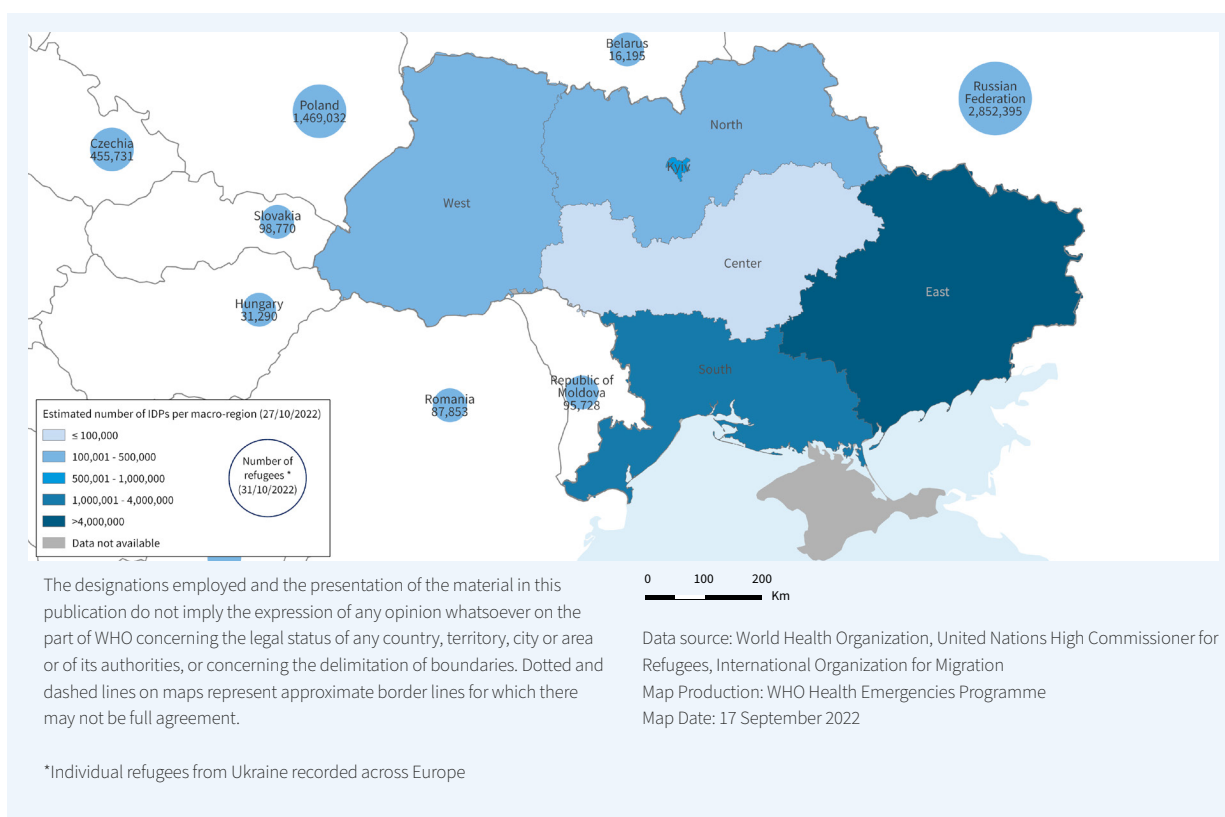 Belarus
16,195
Russian
Federation
2,852,395
Poland
1,469,032
North
Czechia
455,731
Kyiv
West
Slovakia
98,770
Center
East
Hungary
31,290
South
Republic of
Moldova
95,728
Romania
87,853
Estimated number of IDPs per macro-region (27/10/2022)
≤ 100,000
100,001 - 500,000
500,001 - 1,000,000
1,000,001 - 4,000,000
>4,000,000
Data not available
Number of
refugees *
(31/10/2022)
0 100 200
Km
The designations employed and the presentation of the material in this
publication do not imply the expression of any opinion whatsoever on the
part of WHO concerning the legal status of any country, territory, city or area
or of its authorities, or concerning the delimitation of boundaries. Dotted and
dashed lines on maps represent approximate border lines for which there
may not be full agreement.
*Individual refugees from Ukraine recorded across Europe
Data source: World Health Organization, United Nations High Commissioner for
Refugees, International Organization for Migration
Map Production: WHO Health Emergencies Programme
Map Date: 17 September 2022